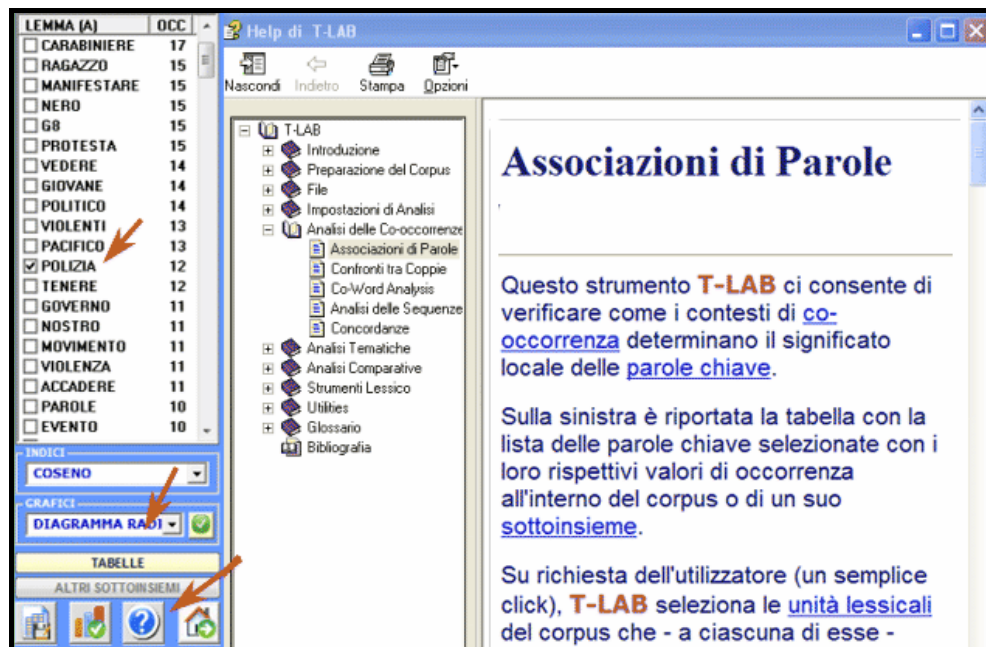 LEMMA (A) OCC
CARABINIERE 17
RAGAZZO 15
MANIFESTARE 15
NERO 15
G8 15
PROTESTA 15
VEDERE 14
GIOVANE 14
POLITICO 14
VIOLENTI 13
PACIFICO 13
POLIZIA 12
TENERE 12
GOVERNO 11
NOSTRO 11
MOVIMENTO 11
VIOLENZA 11
ACCADERE 11
PAROLE 10
EVENTO 10
INDICI
COSENO
GRAFICI
DIAGRAMMA RADI
TABELLE
ALTRI SOTTOINSIEMI
Help di T-LAB
Nascondi Indietro Stampa Opzioni
T-LAB
Introduzione
Preparazione del Corpus
File
Impostazioni di Analisi
Analisi delle Co-occorrenze
Associazioni di Parole
Confronti tra Coppie
Co-Word Analysis
Analisi delle Sequenze
Concordanze
Analisi Tematiche
Analisi Comparative
Strumenti Lessico
Utilities
Glossario
Bibliografia
Associazioni di Parole
Questo strumento T-LAB ci consente di
verificare come i contesti di co-
occorrenza determinano il significato
locale delle parole chiave.
Sulla sinistra è riportata la tabella con la
lista delle parole chiave selezionate con i
loro rispettivi valori di occorrenza
all'interno del corpus o di un suo
sottoinsieme.
Su richiesta dell'utilizzatore (un semplice
click), T-LAB seleziona le unità lessicali
del corpus che - a ciascuna di esse -